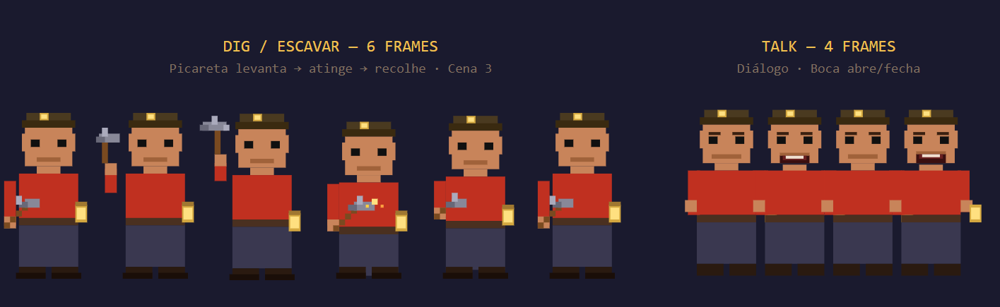 DIG / ESCAVAR — 6 FRAMES
Picareta levanta → atinge → recolhe · Cena 3
TALK — 4 FRAMES
Diálogo · Boca abre/fecha